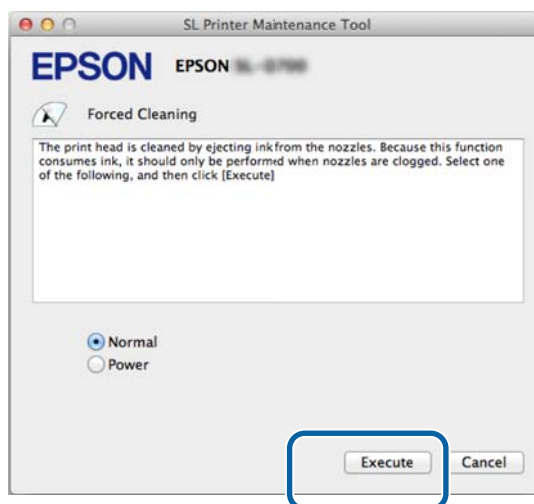 SL Printer Maintenance Tool
EPSON EPSON
Forced Cleaning
The print head is cleaned by ejecting ink from the nozzles. Because this function
consumes ink, it should only be performed when nozzles are clogged. Select one
of the following, and then click [Execute]
Normal
Power
Execute Cancel